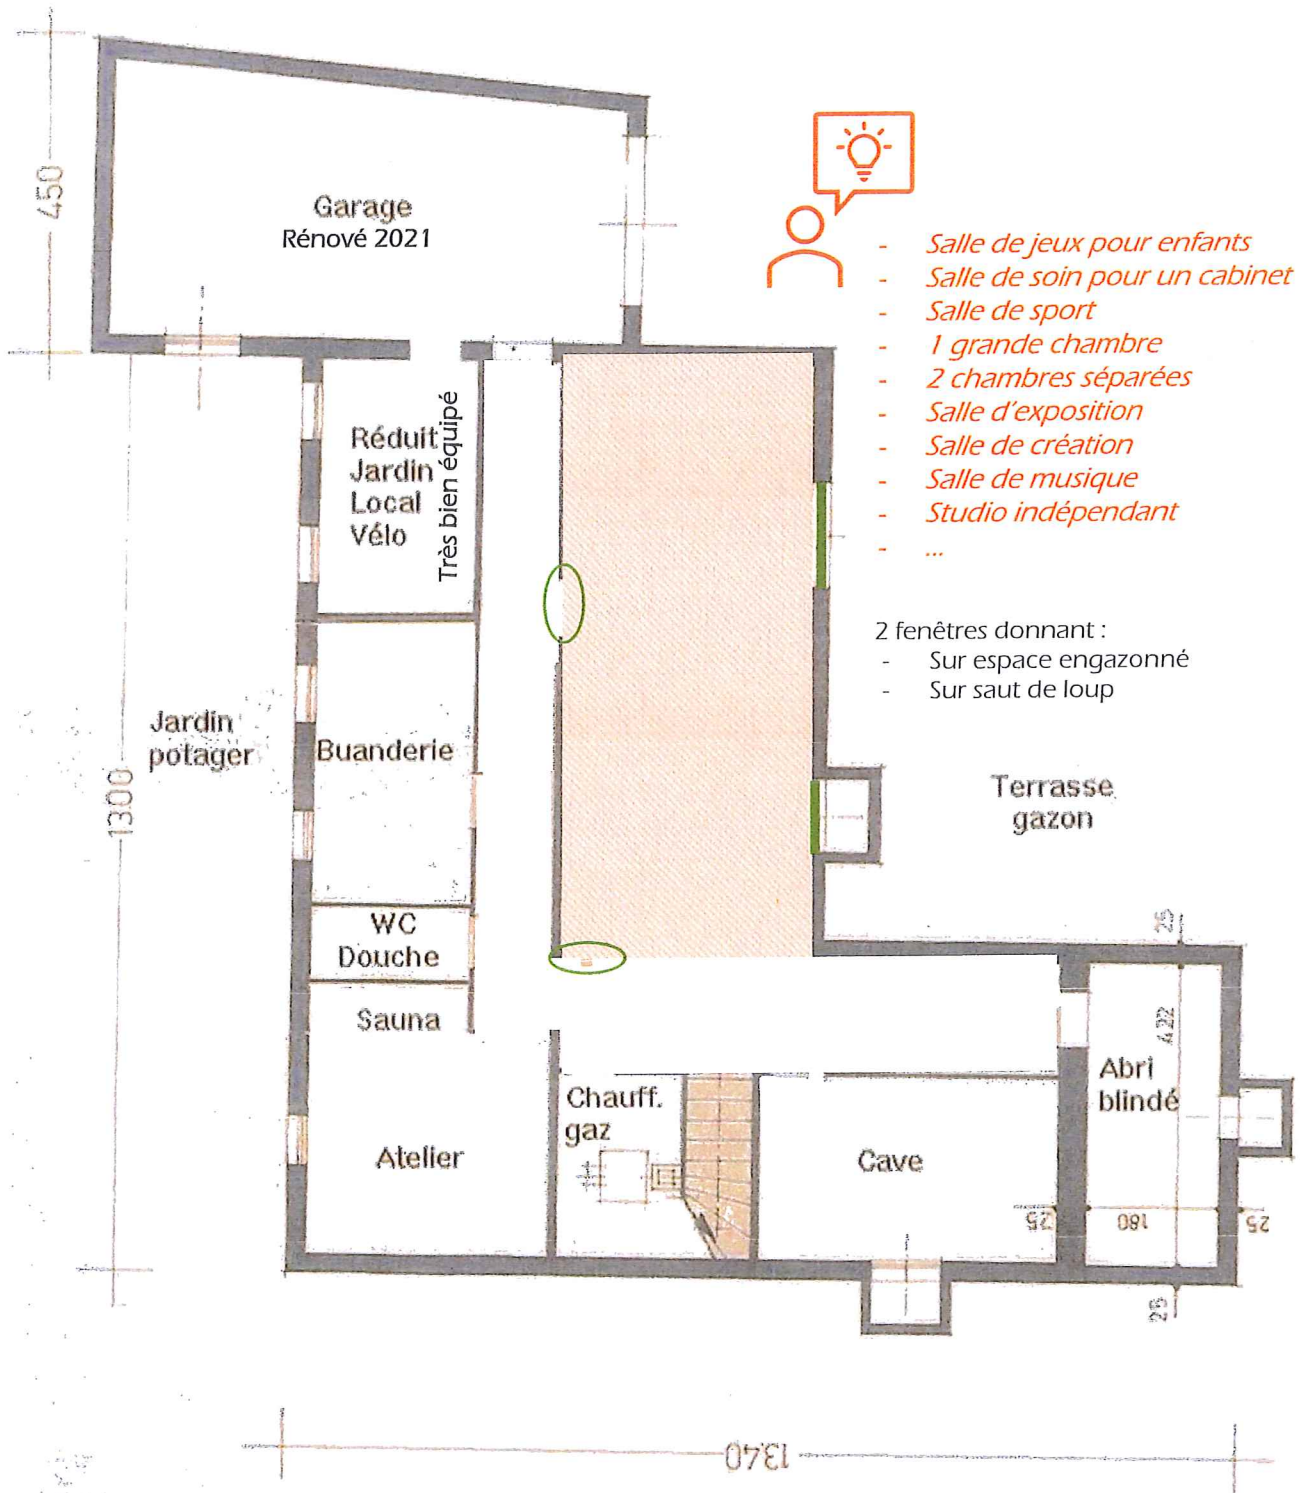 450
Garage
Rénové 2021
- Salle de jeux pour enfants
- Salle de soin pour un cabinet
- Salle de sport
- 1 grande chambre
- 2 chambres séparées
- Salle d'exposition
- Salle de création
- Salle de musique
- Studio indépendant
- ...
Réduit
Jardin
Local
Vélo
Très bien équipé
2 fenêtres donnant :
- Sur espace engazonné
- Sur saut de loup
Jardin
potager
Buanderie
1300
Terrasse
gazon
WC
Douche
25
Sauna
422
Chauff.
gaz
Abri
blindé
Atelier
Cave
25
180
25
25
1340